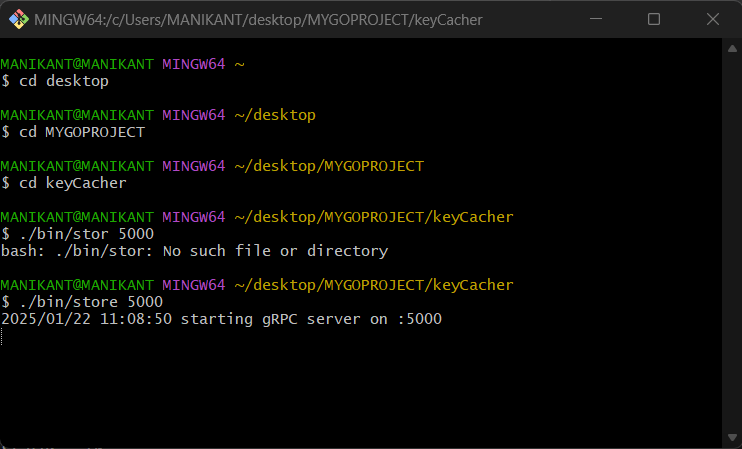 MINGW64:/c/Users/MANIKANT/desktop/MYGOPROJECT/keyCacher
MANIKANT@MANIKANT MINGW64 ~
$ cd desktop
MANIKANT@MANIKANT MINGW64 ~/desktop
$ cd MYGOPROJECT
MANIKANT@MANIKANT MINGW64 ~/desktop/MYGOPROJECT
$ cd keyCacher
MANIKANT@MANIKANT MINGW64 ~/desktop/MYGOPROJECT/keyCacher
$ ./bin/stor 5000
bash: ./bin/stor: No such file or directory
MANIKANT@MANIKANT MINGW64 ~/desktop/MYGOPROJECT/keyCacher
$ ./bin/store 5000
2025/01/22 11:08:50 starting gRPC server on :5000